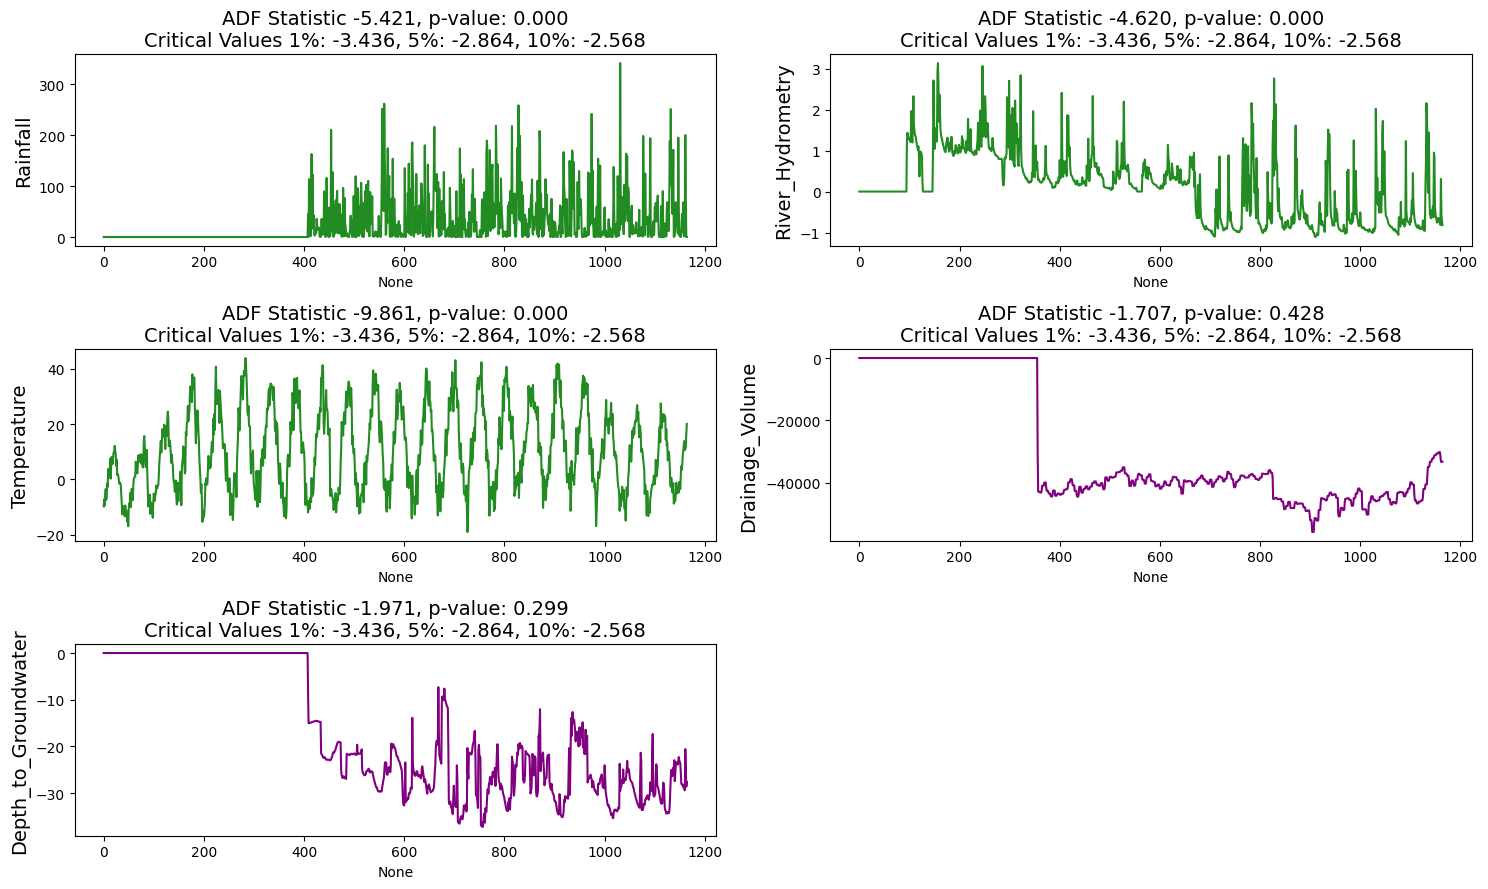 ADF Statistic -5.421, p-value: 0.000
Critical Values 1%: -3.436, 5%: -2.864, 10%: -2.568
Rainfall
300
200
100
0
0 200 400 600 800 1000 1200
None
ADF Statistic -4.620, p-value: 0.000
Critical Values 1%: -3.436, 5%: -2.864, 10%: -2.568
River_Hydrometry
3
2
1
0
−1
0 200 400 600 800 1000 1200
None
ADF Statistic -9.861, p-value: 0.000
Critical Values 1%: -3.436, 5%: -2.864, 10%: -2.568
Temperature
40
20
0
−20
0 200 400 600 800 1000 1200
None
ADF Statistic -1.707, p-value: 0.428
Critical Values 1%: -3.436, 5%: -2.864, 10%: -2.568
Drainage_Volume
0
−20000
−40000
0 200 400 600 800 1000 1200
None
ADF Statistic -1.971, p-value: 0.299
Critical Values 1%: -3.436, 5%: -2.864, 10%: -2.568
Depth_to_Groundwater
0
−10
−20
−30
0 200 400 600 800 1000 1200
None